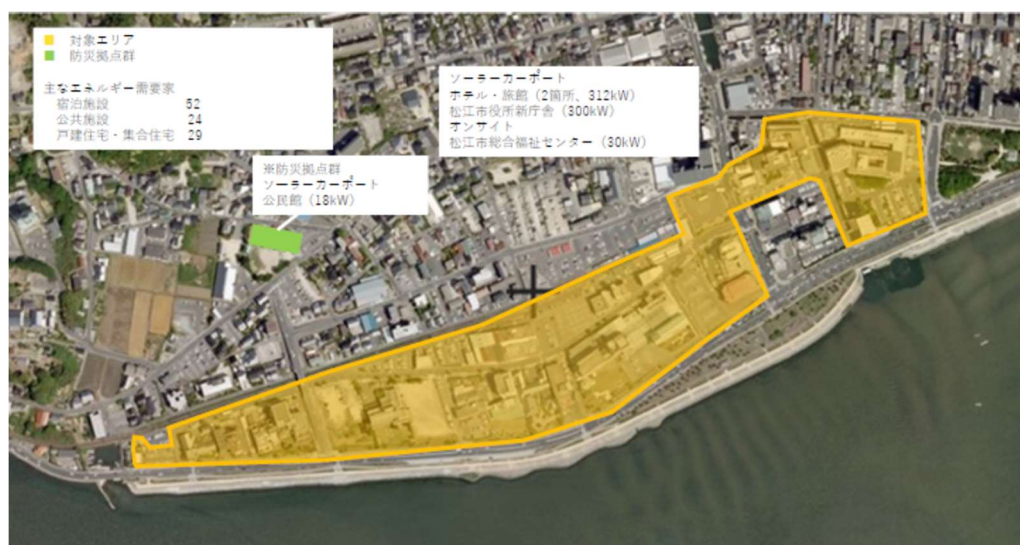 対象エリア
防災拠点群
主なエネルギー需要家
宿泊施設 52
公共施設 24
戸建住宅・集合住宅 29
※防災拠点群
ソーラーカーポート
公民館（18kW）
ソーラーカーポート
ホテル・旅館（2箇所、312kW）
松江市役所新庁舎（300kW）
オンサイト
松江市総合福祉センター（30kW）